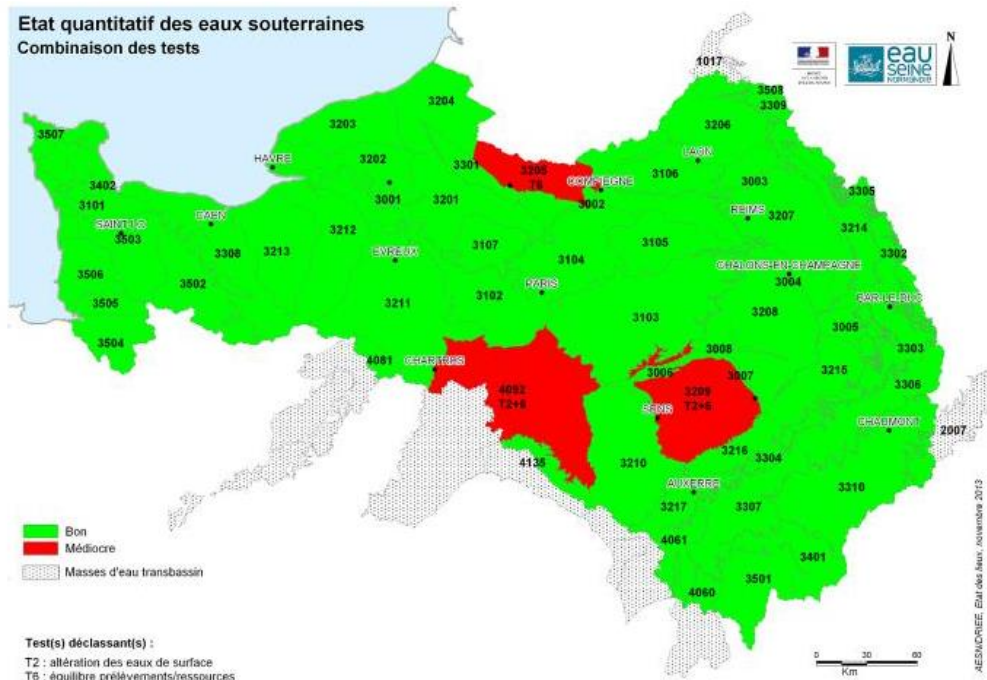 Etat quantitatif des eaux souterraines
Combinaison des tests
N
eau
SEINE
NORMANDIE
1017
3508
3309
3204
3203
3206
3507
HAVRE
3202
3301
3205
T6
COMPIEGNE
LAON
3106
3003
3402
3101
3001
3201
3002
REIMS
3207
3305
SAINT-LO
3503
CAEN
3308
3213
3212
3107
3105
3214
EVREUX
3104
3302
3506
3502
CHALONS-EN-CHAMPAGNE
3004
3505
3211
3102
PARIS
3103
3208
BAR-LE-DUC
3005
3504
3008
3303
4081
CHARTRES
3006
3007
3215
4092
T2+6
3209
T2+6
3306
SENS
CHAUMONT
2007
4135
3210
3216
3304
AUXERRE
3310
3217
3307
4061
3401
3501
4060
Bon
Médiocre
Masses d'eau transbassin
Test(s) déclassant(s) :
T2 : altération des eaux de surface
T6 : équilibre prélèvements/ressources
0 30 60
Km
AESN/DRIEE, Etat des lieux, novembre 2013